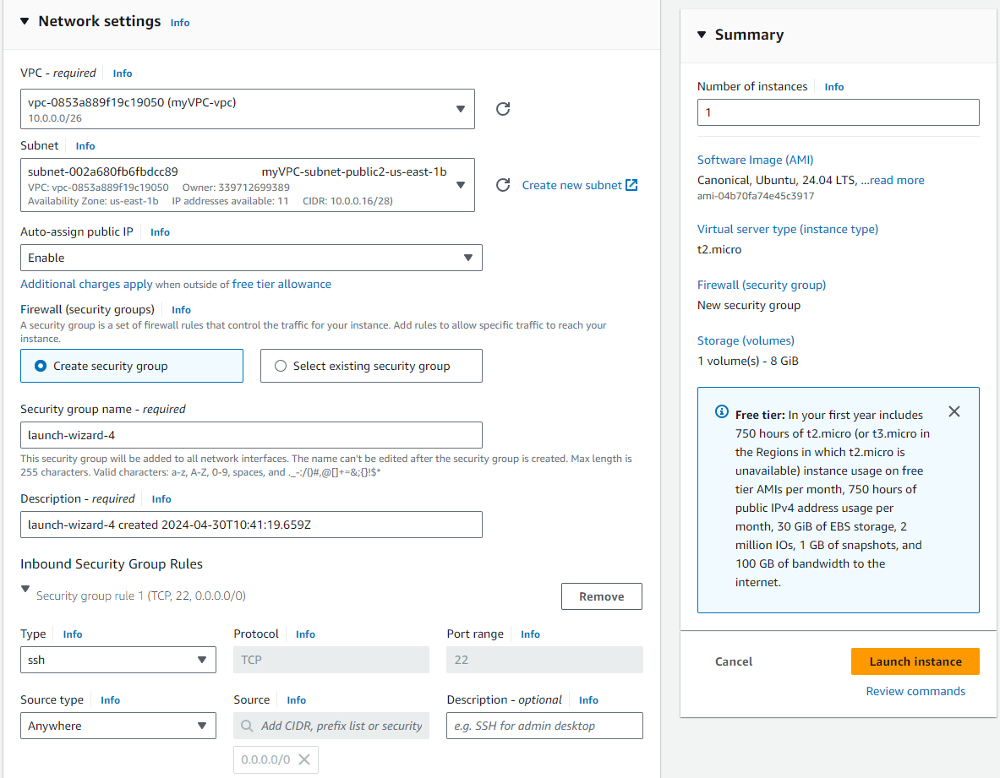 Network settings Info
VPC - required Info
vpc-0853a889f19c19050 (myVPC-vpc)
10.0.0.0/26
Subnet Info
subnet-002a680fb6fbdcc89 myVPC-subnet-public2-us-east-1b
VPC: vpc-0853a889f19c19050 Owner: 339712699389
Availability Zone: us-east-1b IP addresses available: 11 CIDR: 10.0.0.16/28)
Create new subnet
Auto-assign public IP Info
Enable
Additional charges apply when outside of free tier allowance
Firewall (security groups) Info
A security group is a set of firewall rules that control the traffic for your instance. Add rules to allow specific traffic to reach your
instance.
Create security group
Select existing security group
Security group name - required
launch-wizard-4
This security group will be added to all network interfaces. The name can't be edited after the security group is created. Max length is
255 characters. Valid characters: a-z, A-Z, 0-9, spaces, and ._-:/()#,@[]+=&;{}!$*
Description - required Info
launch-wizard-4 created 2024-04-30T10:41:19.659Z
Inbound Security Group Rules
Security group rule 1 (TCP, 22, 0.0.0.0/0)
Remove
Type Info
Protocol Info
Port range Info
ssh
TCP
22
Source type Info
Source Info
Description - optional Info
Anywhere
Add CIDR, prefix list or security
e.g. SSH for admin desktop
0.0.0.0/0
Summary
Number of instances Info
1
Software Image (AMI)
Canonical, Ubuntu, 24.04 LTS, ...read more
ami-04b70fa74e45c3917
Virtual server type (instance type)
t2.micro
Firewall (security group)
New security group
Storage (volumes)
1 volume(s) - 8 GiB
Free tier: In your first year includes
750 hours of t2.micro (or t3.micro in
the Regions in which t2.micro is
unavailable) instance usage on free
tier AMIs per month, 750 hours of
public IPv4 address usage per
month, 30 GiB of EBS storage, 2
million IOs, 1 GB of snapshots, and
100 GB of bandwidth to the
internet.
Cancel
Launch instance
Review commands